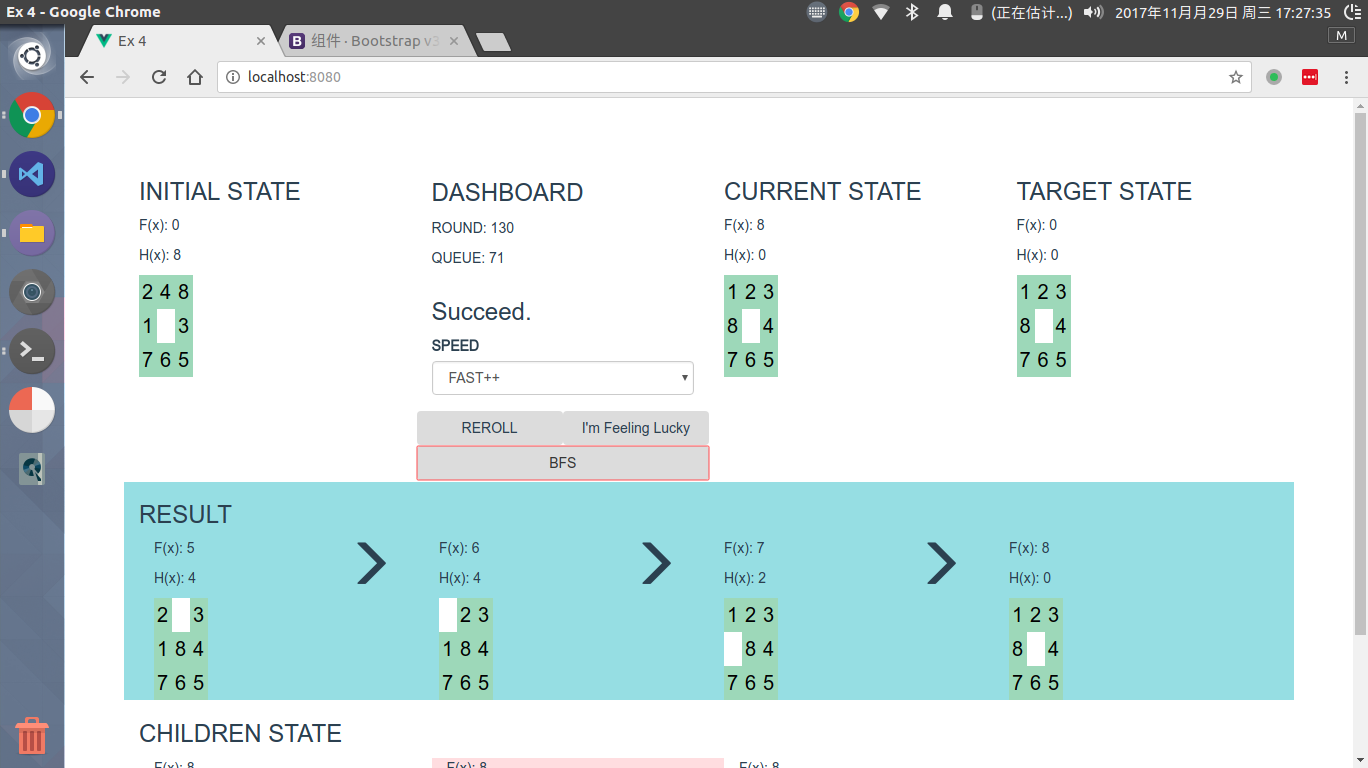 Ex 4 - Google Chrome
(正在估计...)
2017年11月月29日 周三 17:27:35
M
Ex 4
B 组件 · Bootstrap v3
localhost:8080
INITIAL STATE
F(x): 0
H(x): 8
2 4 8
1 3
7 6 5
DASHBOARD
ROUND: 130
QUEUE: 71
Succeed.
SPEED
FAST++
REROLL
I'm Feeling Lucky
BFS
CURRENT STATE
F(x): 8
H(x): 0
1 2 3
8 4
7 6 5
TARGET STATE
F(x): 0
H(x): 0
1 2 3
8 4
7 6 5
RESULT
F(x): 5
H(x): 4
2 3
1 8 4
7 6 5
F(x): 6
H(x): 4
2 3
1 8 4
7 6 5
F(x): 7
H(x): 2
1 2 3
8 4
7 6 5
F(x): 8
H(x): 0
1 2 3
8 4
7 6 5
CHILDREN STATE
F(x): 8
F(x): 8
F(x): 8